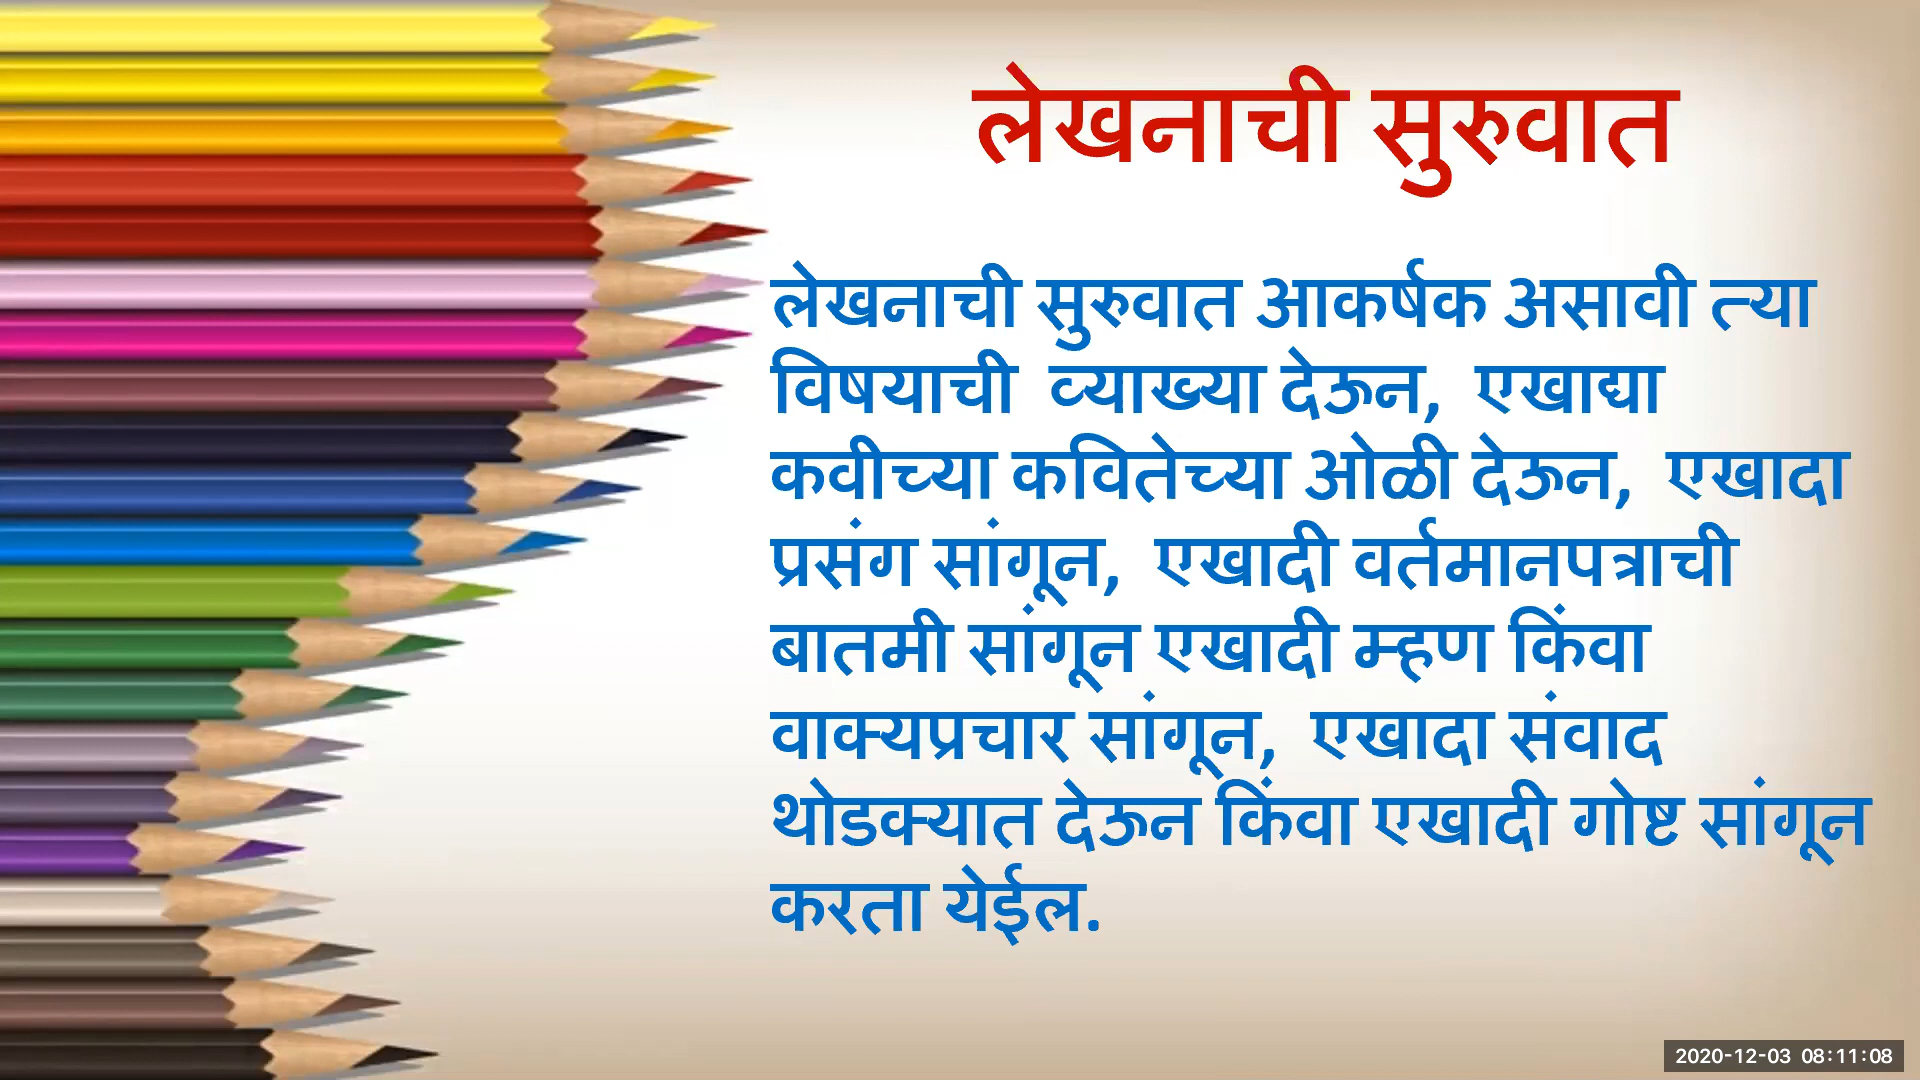 लेखनाची सुरुवात
लेखनाची सुरुवात आकर्षक असावी त्या
विषयाची व्याख्या देऊन, एखाद्या
कवीच्या कवितेच्या ओळी देऊन, एखादा
प्रसंग सांगून, एखादी वर्तमानपत्राची
बातमी सांगून एखादी म्हण किंवा
वाक्यप्रचार सांगून, एखादा संवाद
थोडक्यात देऊन किंवा एखादी गोष्ट सांगून
करता येईल.
2020-12-03 08:11:08